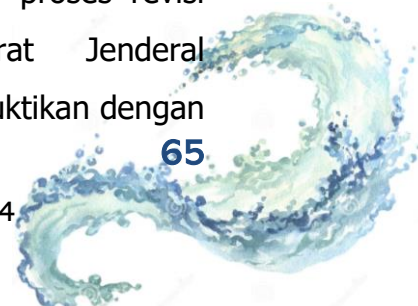 proses revisi
rat Jenderal
uktikan dengan
65
4